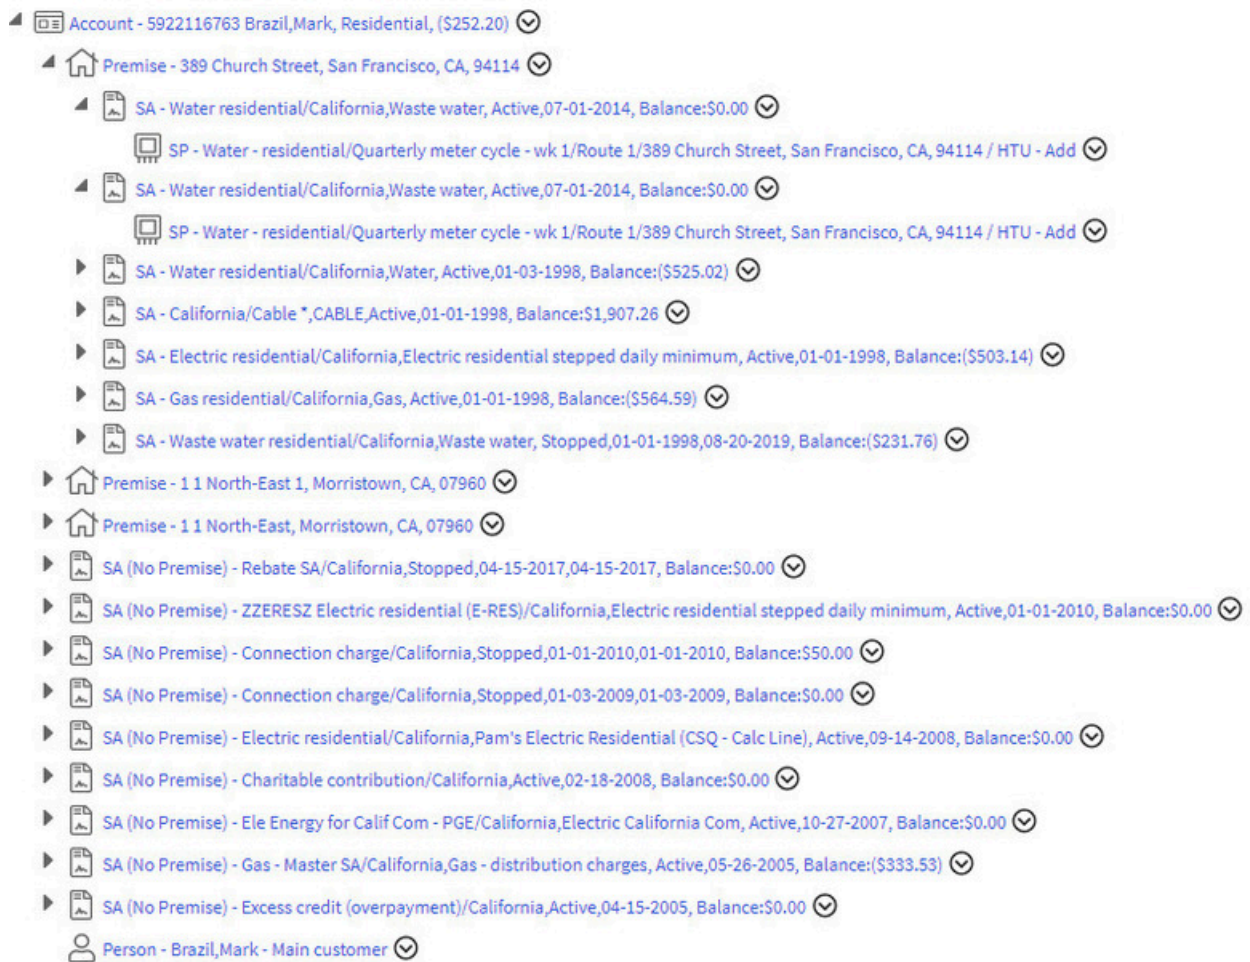 Account - 5922116763 Brazil,Mark, Residential, ($252.20)
Premise - 389 Church Street, San Francisco, CA, 94114
SA - Water residential/California,Waste water, Active,07-01-2014, Balance:$0.00
SP - Water - residential/Quarterly meter cycle - wk 1/Route 1/389 Church Street, San Francisco, CA, 94114 / HTU - Add
SA - Water residential/California,Waste water, Active,07-01-2014, Balance:$0.00
SP - Water - residential/Quarterly meter cycle - wk 1/Route 1/389 Church Street, San Francisco, CA, 94114 / HTU - Add
SA - Water residential/California,Water, Active,01-03-1998, Balance:($525.02)
SA - California/Cable *,CABLE,Active,01-01-1998, Balance:$1,907.26
SA - Electric residential/California,Electric residential stepped daily minimum, Active,01-01-1998, Balance:($503.14)
SA - Gas residential/California,Gas, Active,01-01-1998, Balance:($564.59)
SA - Waste water residential/California,Waste water, Stopped,01-01-1998,08-20-2019, Balance:($231.76)
Premise - 1 1 North-East 1, Morristown, CA, 07960
Premise - 1 1 North-East, Morristown, CA, 07960
SA (No Premise) - Rebate SA/California,Stopped,04-15-2017,04-15-2017, Balance:$0.00
SA (No Premise) - ZZERESZ Electric residential (E-RES)/California,Electric residential stepped daily minimum, Active,01-01-2010, Balance:$0.00
SA (No Premise) - Connection charge/California,Stopped,01-01-2010,01-01-2010, Balance:$50.00
SA (No Premise) - Connection charge/California,Stopped,01-03-2009,01-03-2009, Balance:$0.00
SA (No Premise) - Electric residential/California,Pam's Electric Residential (CSQ - Calc Line), Active,09-14-2008, Balance:$0.00
SA (No Premise) - Charitable contribution/California,Active,02-18-2008, Balance:$0.00
SA (No Premise) - Ele Energy for Calif Com - PGE/California,Electric California Com, Active,10-27-2007, Balance:$0.00
SA (No Premise) - Gas - Master SA/California,Gas - distribution charges, Active,05-26-2005, Balance:($333.53)
SA (No Premise) - Excess credit (overpayment)/California,Active,04-15-2005, Balance:$0.00
Person - Brazil,Mark - Main customer